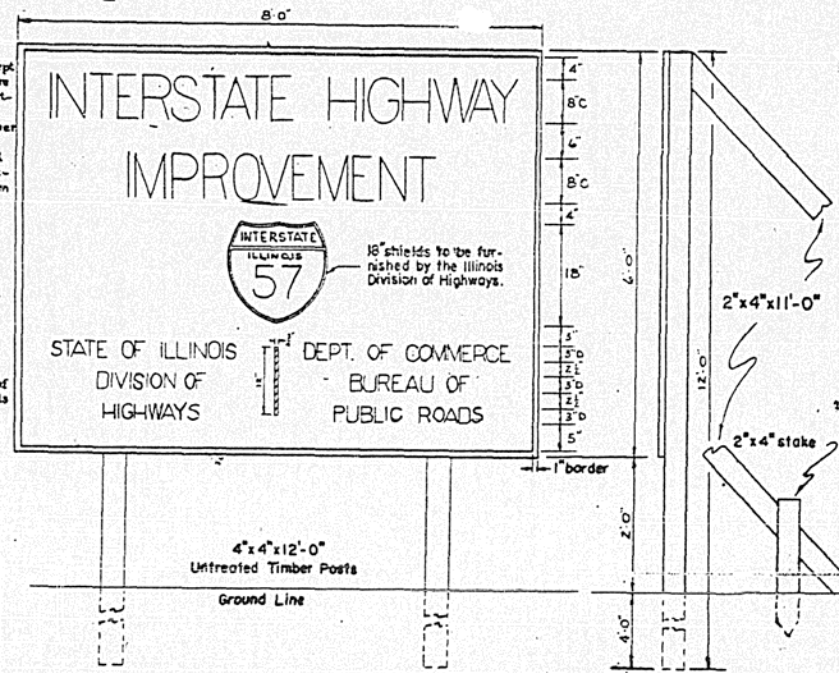 8'-0"
INTERSTATE HIGHWAY
IMPROVEMENT
INTERSTATE
ILLINOIS
57
18" shields to be fur-
nished by the Illinois
Division of Highways.
STATE OF ILLINOIS
DIVISION OF
HIGHWAYS
DEPT. OF COMMERCE
BUREAU OF
PUBLIC ROADS
4"
8"C
6"
8"C
4"
18"
3"D
2½"
3"D
2½"
3"D
5"
1" border
6'-0"
12'-0"
2'-0"
4'-0"
2"x4"x11'-0"
2"x4" stake
4"x4"x12'-0"
Untreated Timber Posts
Ground Line
of